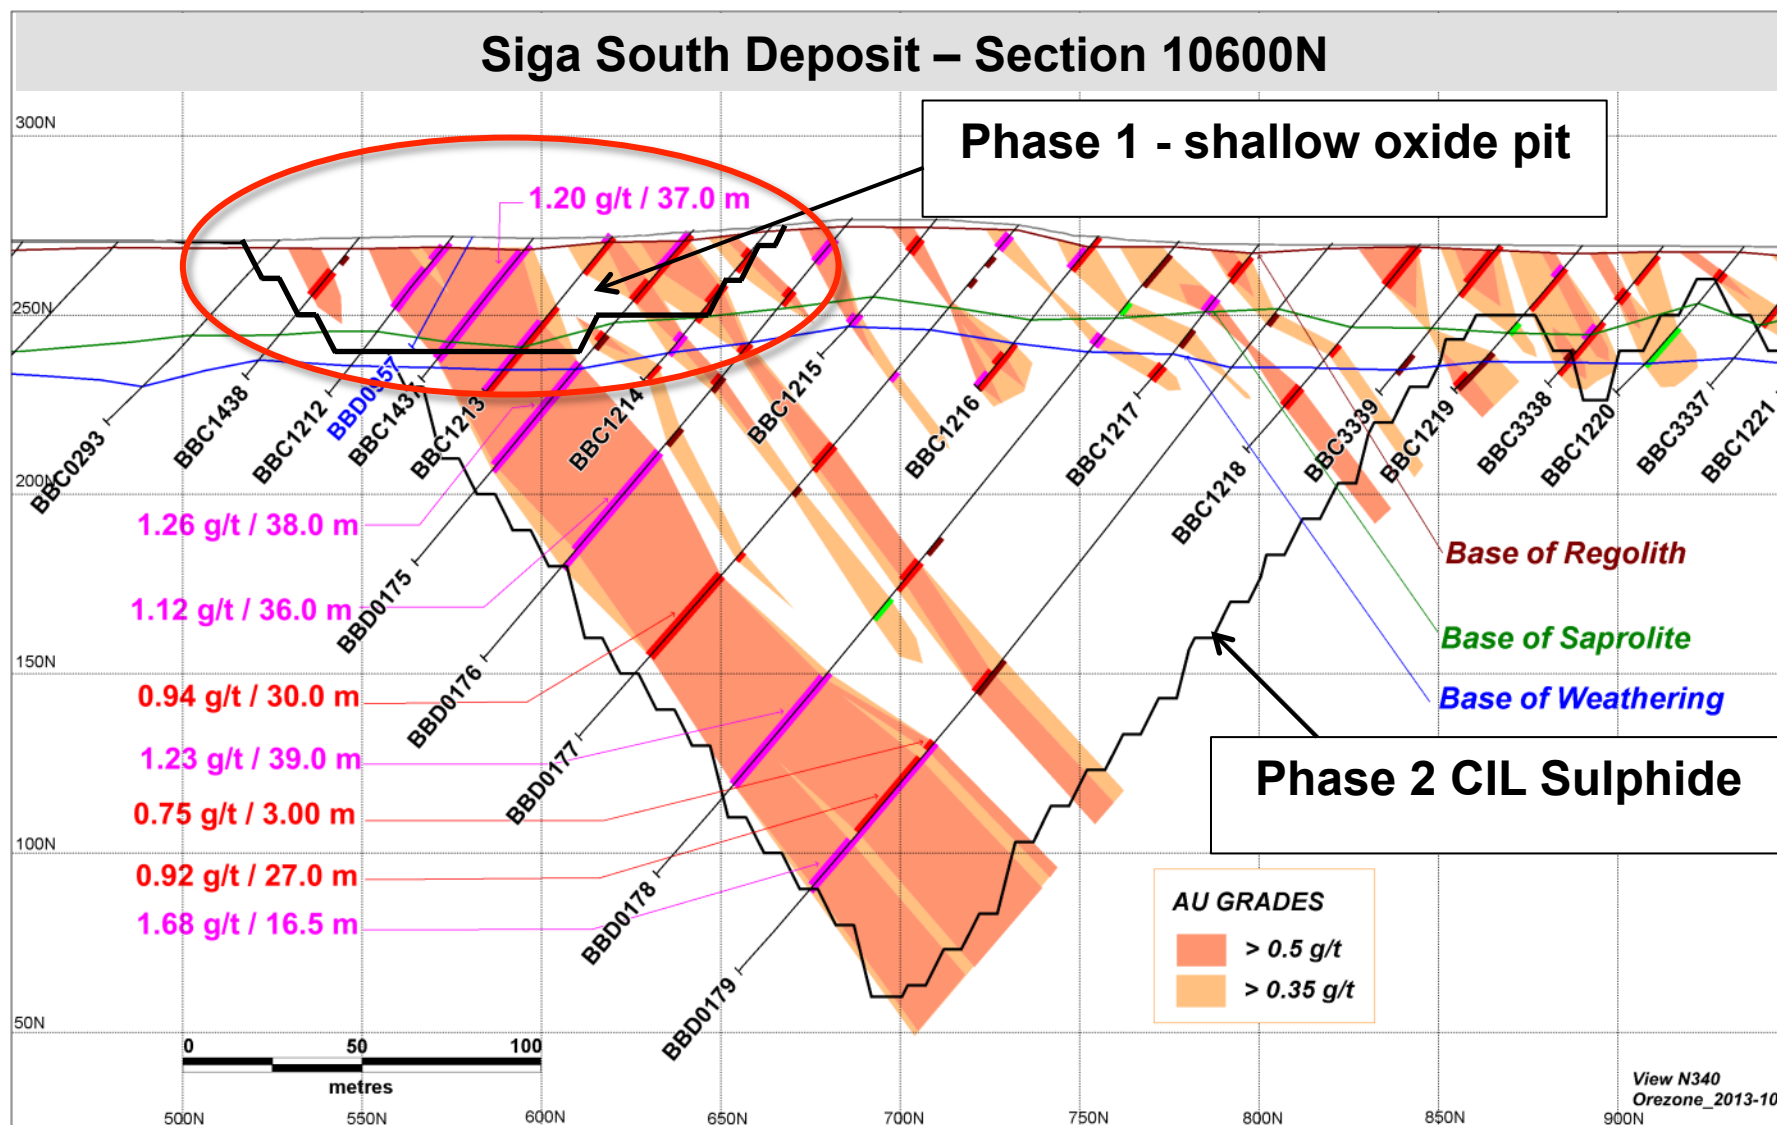 Siga South Deposit – Section 10600N
Phase 1 - shallow oxide pit
300N
250N
200N
150N
100N
50N
1.20 g/t / 37.0 m
BBC0293
BBC1438
BBC1212
BBD0957
BBC1437
BBC1213
BBC1214
BBC1215
BBC1216
BBC1217
BBC1218
BBC3339
BBC1219
BBC3338
BBC1220
BBC3337
BBC1221
1.26 g/t / 38.0 m
1.12 g/t / 36.0 m
0.94 g/t / 30.0 m
1.23 g/t / 39.0 m
0.75 g/t / 3.00 m
0.92 g/t / 27.0 m
1.68 g/t / 16.5 m
BBD0175
BBD0176
BBD0177
BBD0178
BBD0179
Base of Regolith
Base of Saprolite
Base of Weathering
Phase 2 CIL Sulphide
AU GRADES
> 0.5 g/t
> 0.35 g/t
0 50 100
metres
View N340
Orezone_2013-10
500N 550N 600N 650N 700N 750N 800N 850N 900N